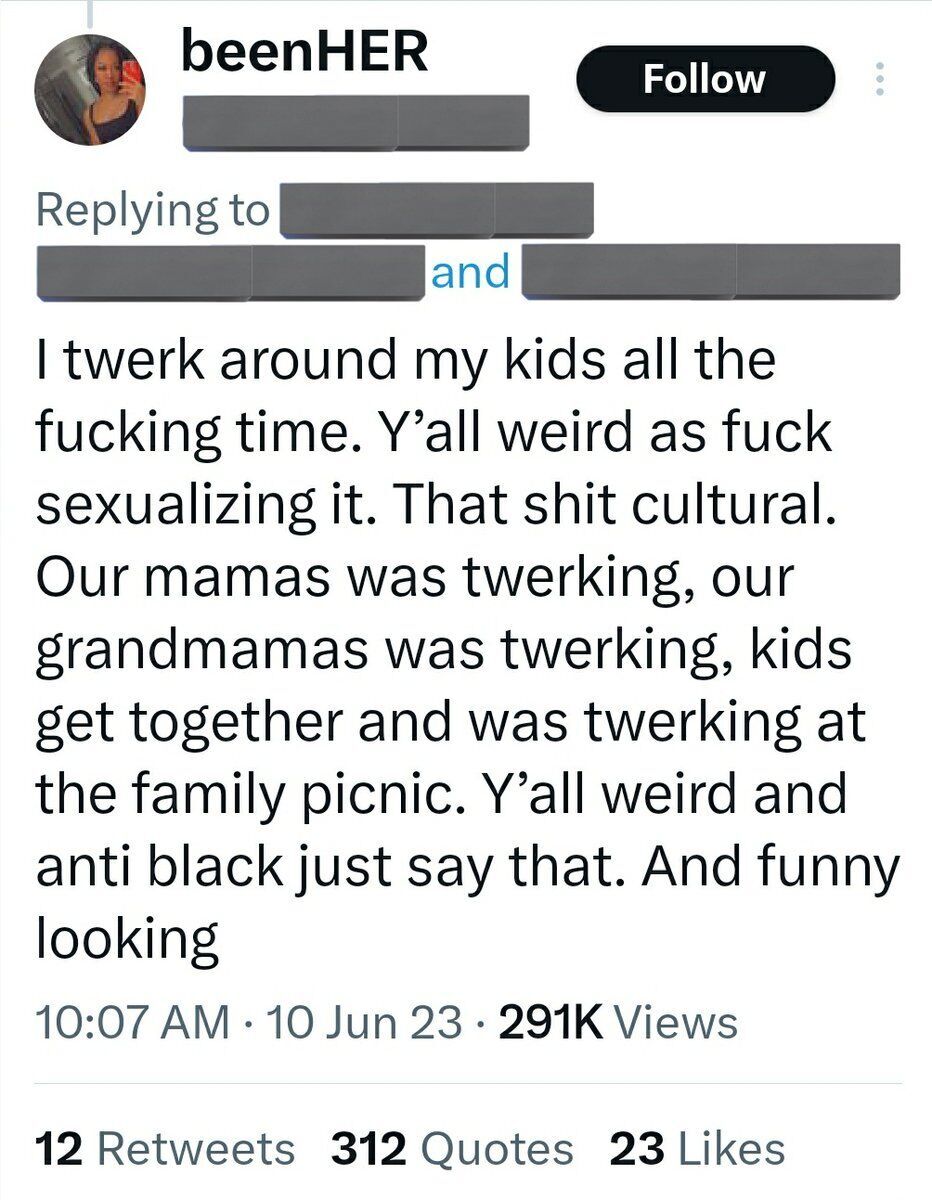 beenHER
Follow
Replying to
and
I twerk around my kids all the
fucking time. Y’all weird as fuck
sexualizing it. That shit cultural.
Our mamas was twerking, our
grandmamas was twerking, kids
get together and was twerking at
the family picnic. Y’all weird and
anti black just say that. And funny
looking
10:07 AM · 10 Jun 23 · 291K Views
12 Retweets 312 Quotes 23 Likes